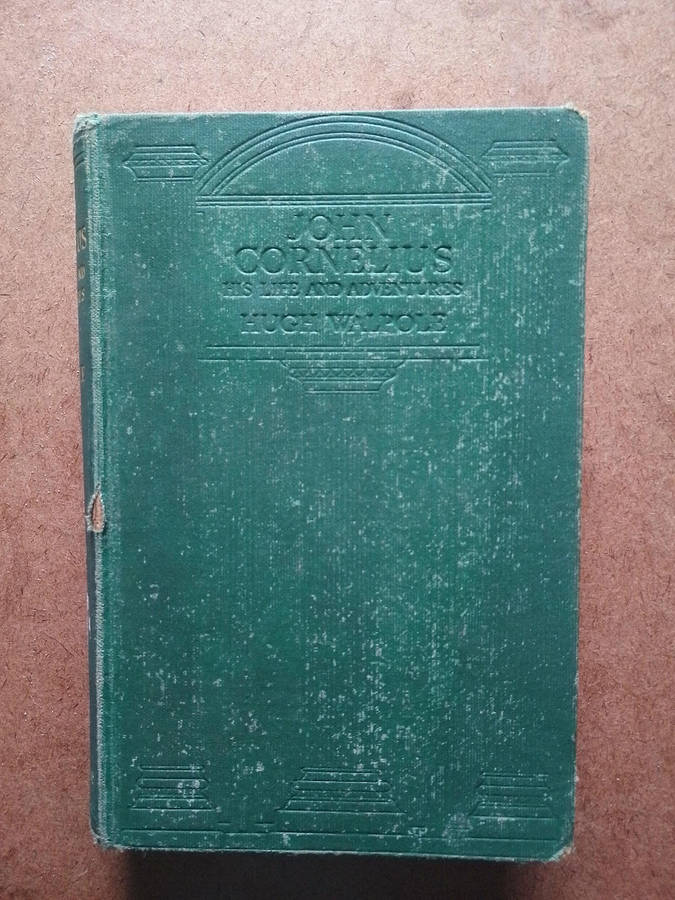 JOHN
CORNELIUS
HIS LIFE AND ADVENTURES
HUGH WALPOLE